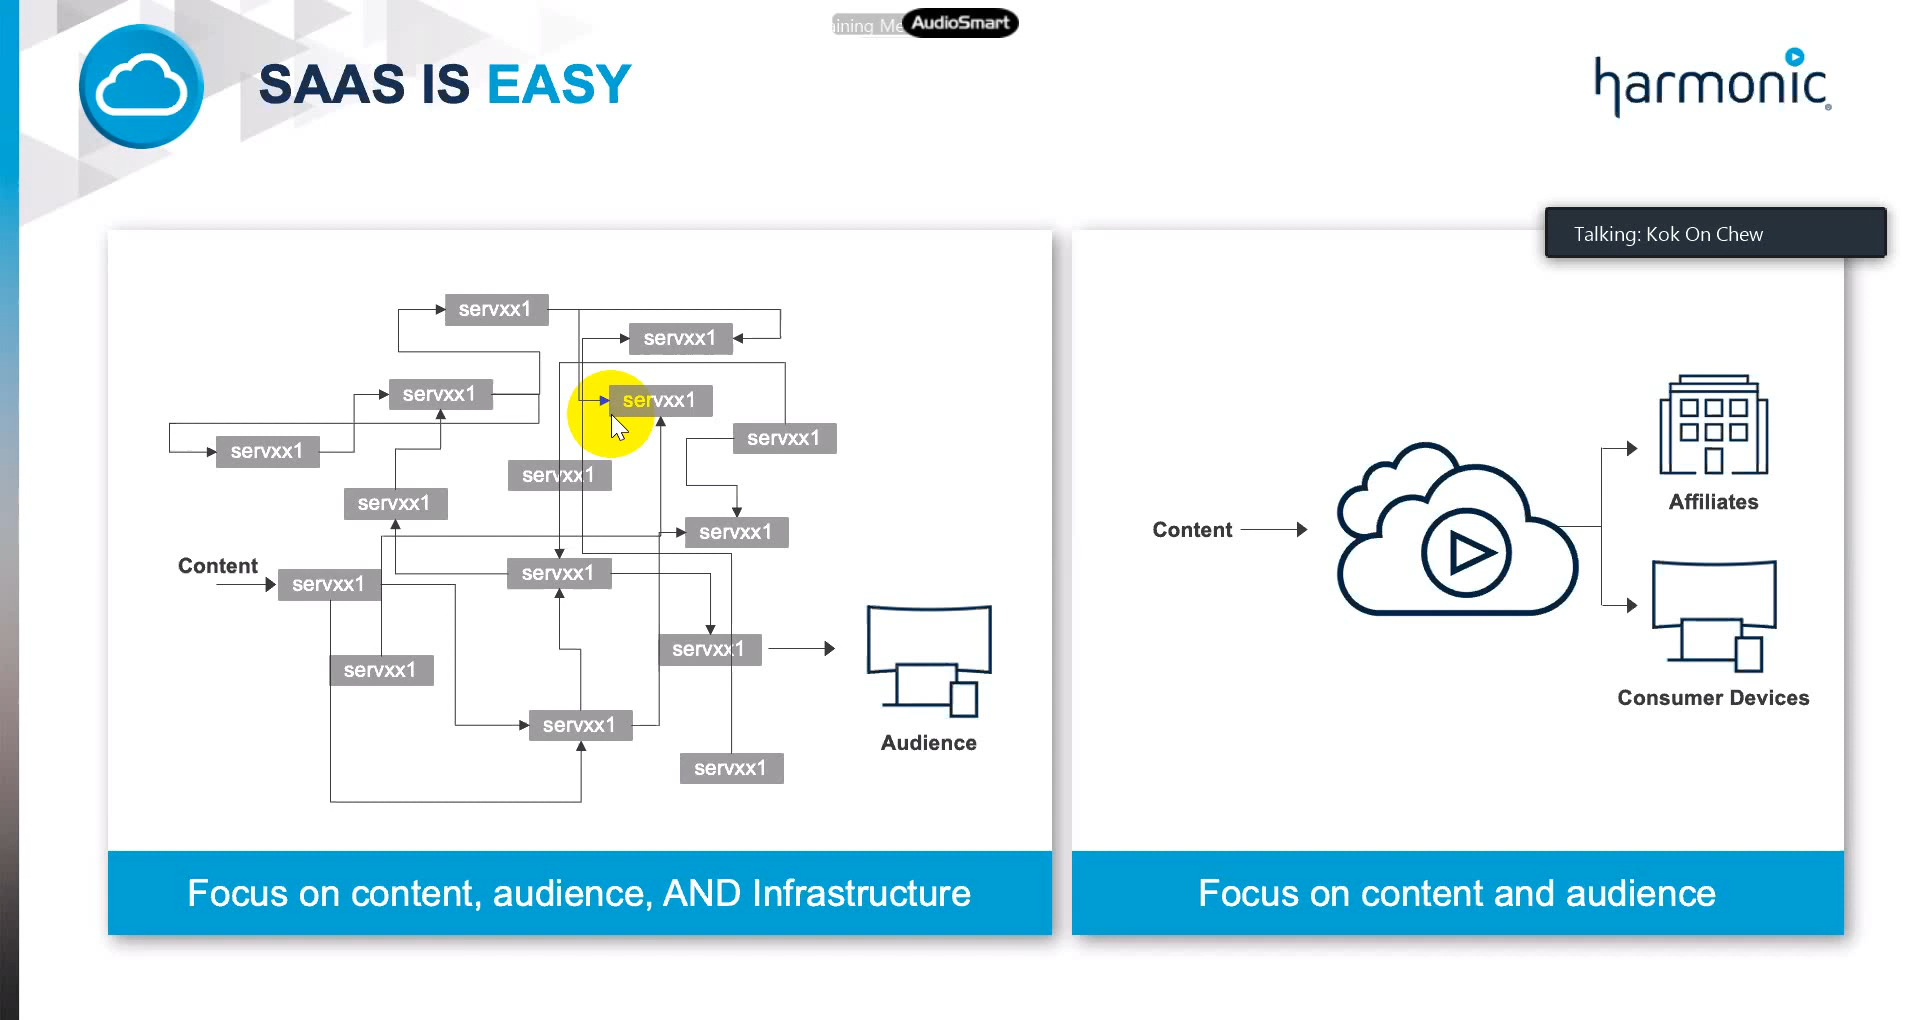 ining Me
AudioSmart
SAAS IS EASY
harmonic
Talking: Kok On Chew
servxx1
servxx1
servxx1
servxx1
servxx1
servxx1
servxx1
servxx1
servxx1
Content
servxx1
servxx1
servxx1
servxx1
servxx1
servxx1
Audience
Content
Affiliates
Consumer Devices
Focus on content, audience, AND Infrastructure
Focus on content and audience